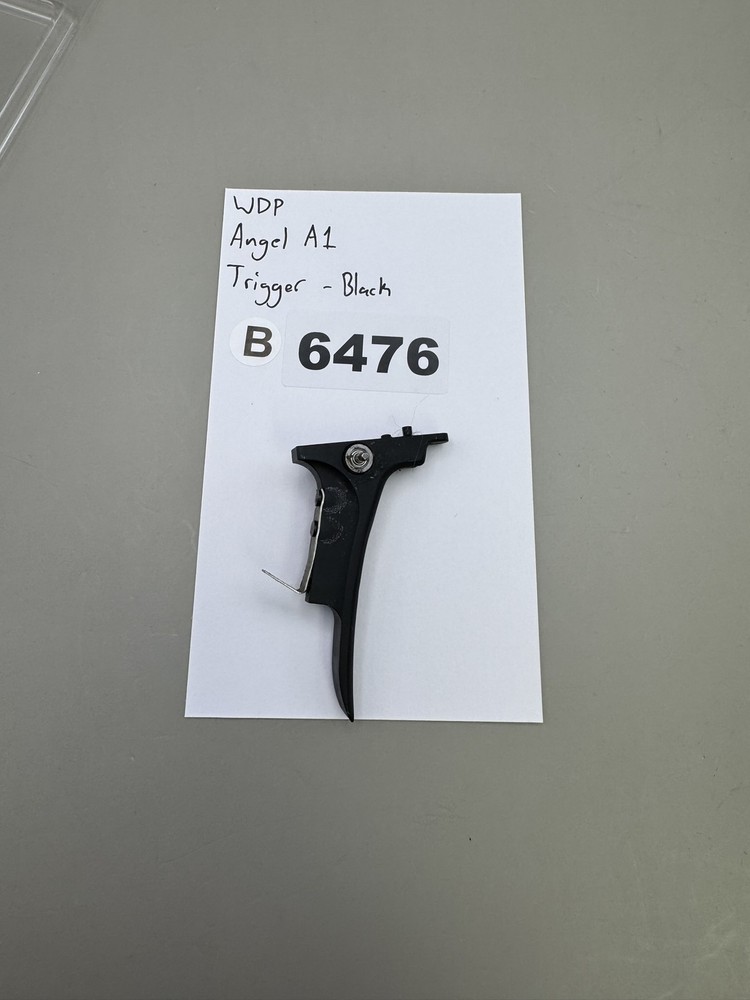 WDP
Angel A1
Trigger - Black
B 6476